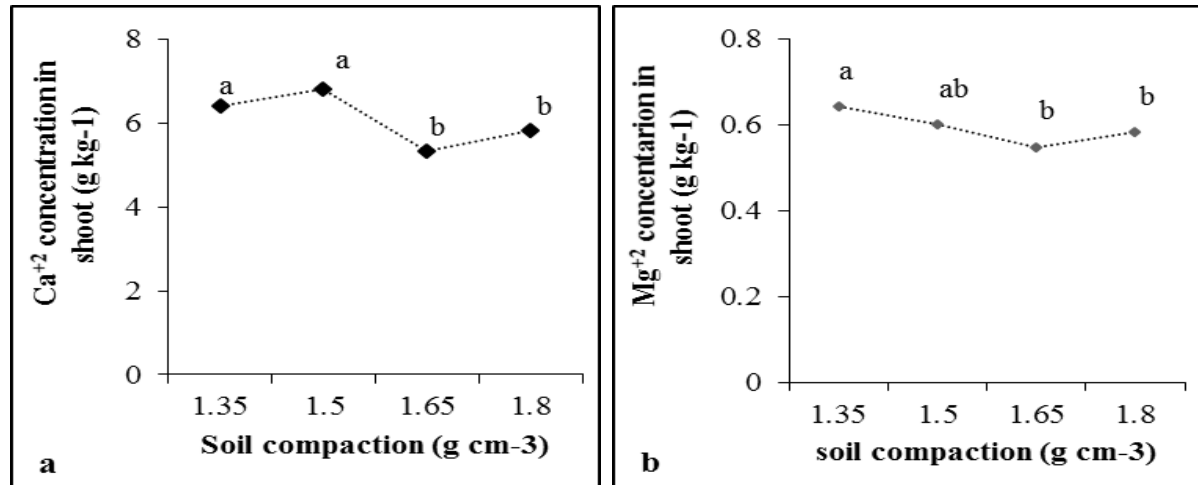 Ca+2 concentration in
shoot (g kg-1)
8
6
4
2
0
a
a
b
b
1.35 1.5 1.65 1.8
Soil compaction (g cm-3)
a
Mg+2 concentarion in
shoot (g kg-1)
0.8
0.6
0.4
0.2
0
a
ab
b
b
1.35 1.5 1.65 1.8
soil compaction (g cm-3)
b